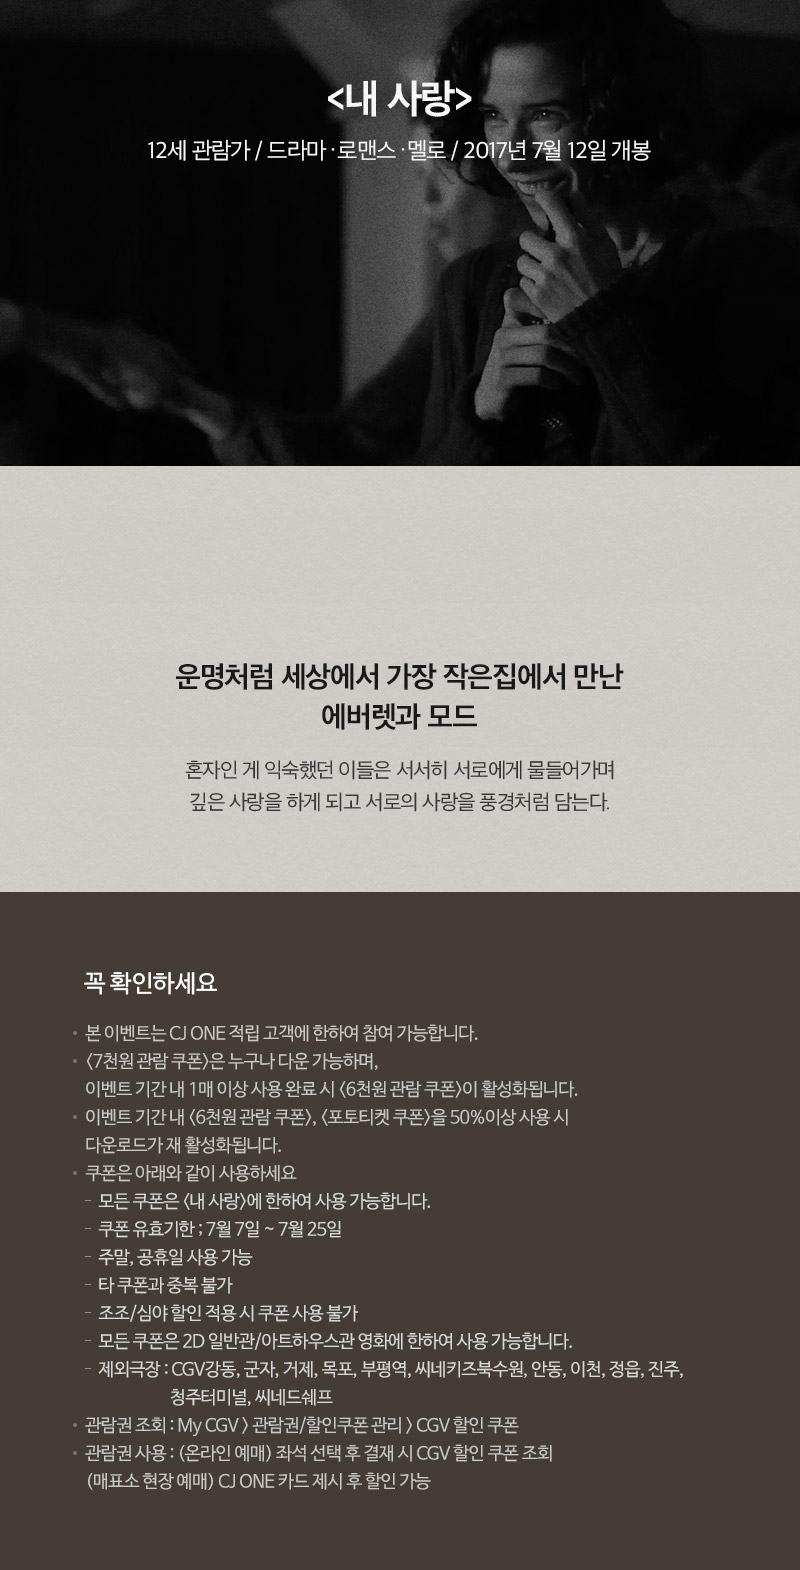 <내 사랑>
12세 관람가 / 드라마·로맨스·멜로 / 2017년 7월 12일 개봉
운명처럼 세상에서 가장 작은집에서 만난
에버렛과 모드
혼자인 게 익숙했던 이들은 서서히 서로에게 물들어가며
깊은 사랑을 하게 되고 서로의 사랑을 풍경처럼 담는다.
꼭 확인하세요
• 본 이벤트는 CJ ONE 적립 고객에 한하여 참여 가능합니다.
• <7천원 관람 쿠폰>은 누구나 다운 가능하며,
이벤트 기간 내 1매 이상 사용 완료 시 <6천원 관람 쿠폰>이 활성화됩니다.
• 이벤트 기간 내 <6천원 관람 쿠폰>, <포토티켓 쿠폰>을 50%이상 사용 시
다운로드가 재 활성화됩니다.
• 쿠폰은 아래와 같이 사용하세요
- 모든 쿠폰은 <내 사랑>에 한하여 사용 가능합니다.
- 쿠폰 유효기한 ; 7월 7일 ~ 7월 25일
- 주말, 공휴일 사용 가능
- 타 쿠폰과 중복 불가
- 조조/심야 할인 적용 시 쿠폰 사용 불가
- 모든 쿠폰은 2D 일반관/아트하우스관 영화에 한하여 사용 가능합니다.
- 제외극장 : CGV강동, 군자, 거제, 목포, 부평역, 씨네키즈북수원, 안동, 이천, 정읍, 진주,
청주터미널, 씨네드쉐프
• 관람권 조회 : My CGV > 관람권/할인쿠폰 관리 > CGV 할인 쿠폰
• 관람권 사용 : (온라인 예매) 좌석 선택 후 결재 시 CGV 할인 쿠폰 조회
(매표소 현장 예매) CJ ONE 카드 제시 후 할인 가능